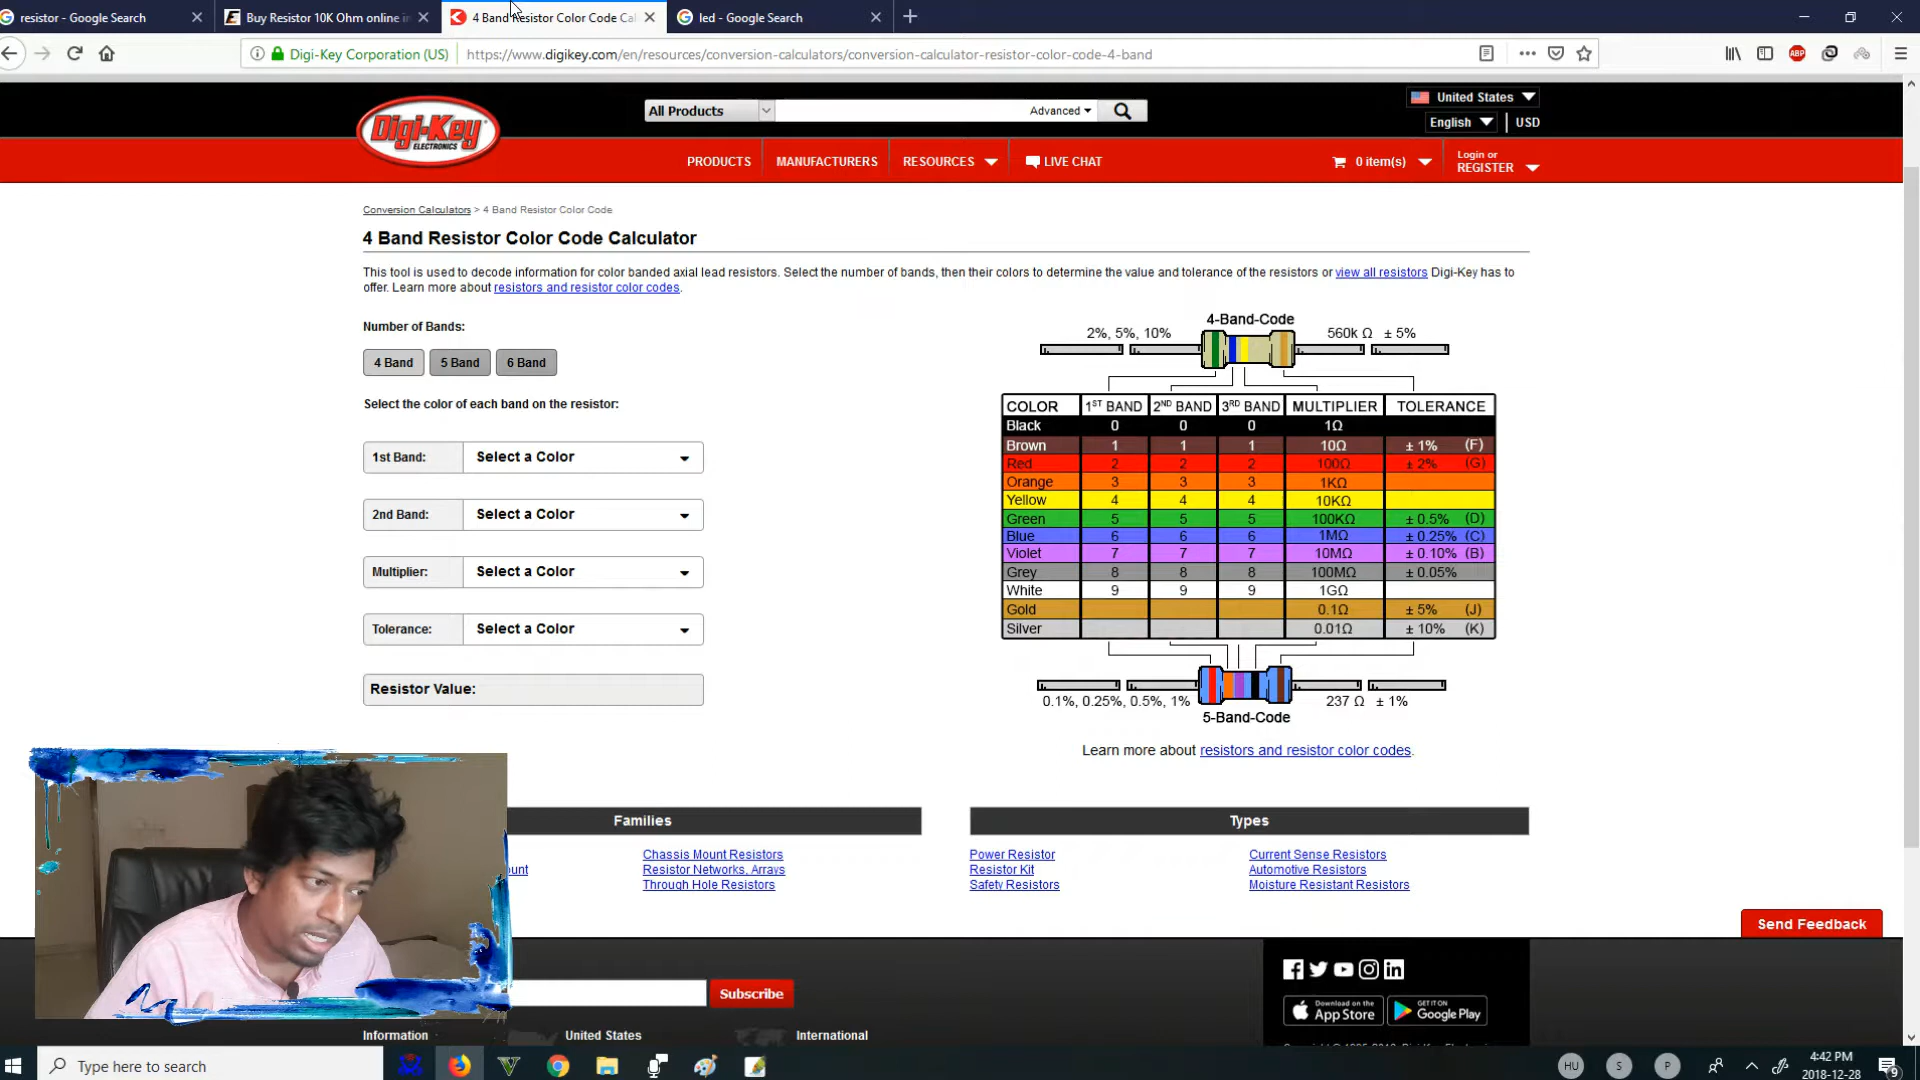 resistor - Google Search
Buy Resistor 10K Ohm online in
4 Band Resistor Color Code Cal
led - Google Search
Digi-Key Corporation (US)
https://www.digikey.com/en/resources/conversion-calculators/conversion-calculator-resistor-color-code-4-band
Digi-Key
ELECTRONICS
All Products
Advanced
United States
English
USD
PRODUCTS
MANUFACTURERS
RESOURCES
LIVE CHAT
0 item(s)
Login or
REGISTER
Conversion Calculators > 4 Band Resistor Color Code
4 Band Resistor Color Code Calculator
This tool is used to decode information for color banded axial lead resistors. Select the number of bands, then their colors to determine the value and tolerance of the resistors or view all resistors Digi-Key has to
offer. Learn more about resistors and resistor color codes.
Number of Bands:
4 Band
5 Band
6 Band
Select the color of each band on the resistor:
1st Band: Select a Color
2nd Band: Select a Color
Multiplier: Select a Color
Tolerance: Select a Color
Resistor Value:
4-Band-Code
2%, 5%, 10%
560k Ω ± 5%
COLOR 1ST BAND 2ND BAND 3RD BAND MULTIPLIER TOLERANCE
Black 0 0 0 1Ω
Brown 1 1 1 10Ω ± 1% (F)
Red 2 2 2 100Ω ± 2% (G)
Orange 3 3 3 1KΩ
Yellow 4 4 4 10KΩ
Green 5 5 5 100KΩ ± 0.5% (D)
Blue 6 6 6 1MΩ ± 0.25% (C)
Violet 7 7 7 10MΩ ± 0.10% (B)
Grey 8 8 8 100MΩ ± 0.05%
White 9 9 9 1GΩ
Gold 0.1Ω ± 5% (J)
Silver 0.01Ω ± 10% (K)
0.1%, 0.25%, 0.5%, 1%
237 Ω ± 1%
5-Band-Code
Learn more about resistors and resistor color codes.
Families
Types
Chassis Mount Resistors
Resistor Networks, Arrays
Through Hole Resistors
ount
Power Resistor
Resistor Kit
Safety Resistors
Current Sense Resistors
Automotive Resistors
Moisture Resistant Resistors
Send Feedback
Subscribe
Download on the
App Store
GET IT ON
Google Play
Information
United States
International
Type here to search
HU
S
P
4:42 PM
2018-12-28
9